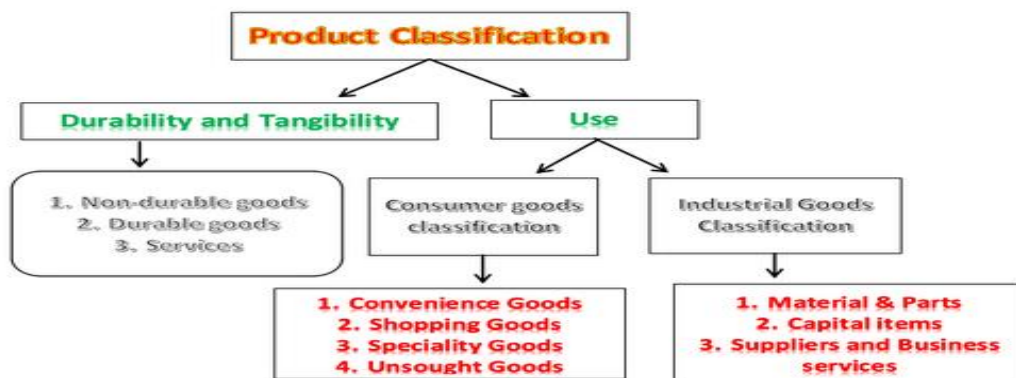 Product Classification
Durability and Tangibility
Use
1. Non-durable goods
2. Durable goods
3. Services
Consumer goods
classification
Industrial Goods
Classification
1. Convenience Goods
2. Shopping Goods
3. Speciality Goods
4. Unsought Goods
1. Material & Parts
2. Capital items
3. Suppliers and Business
services